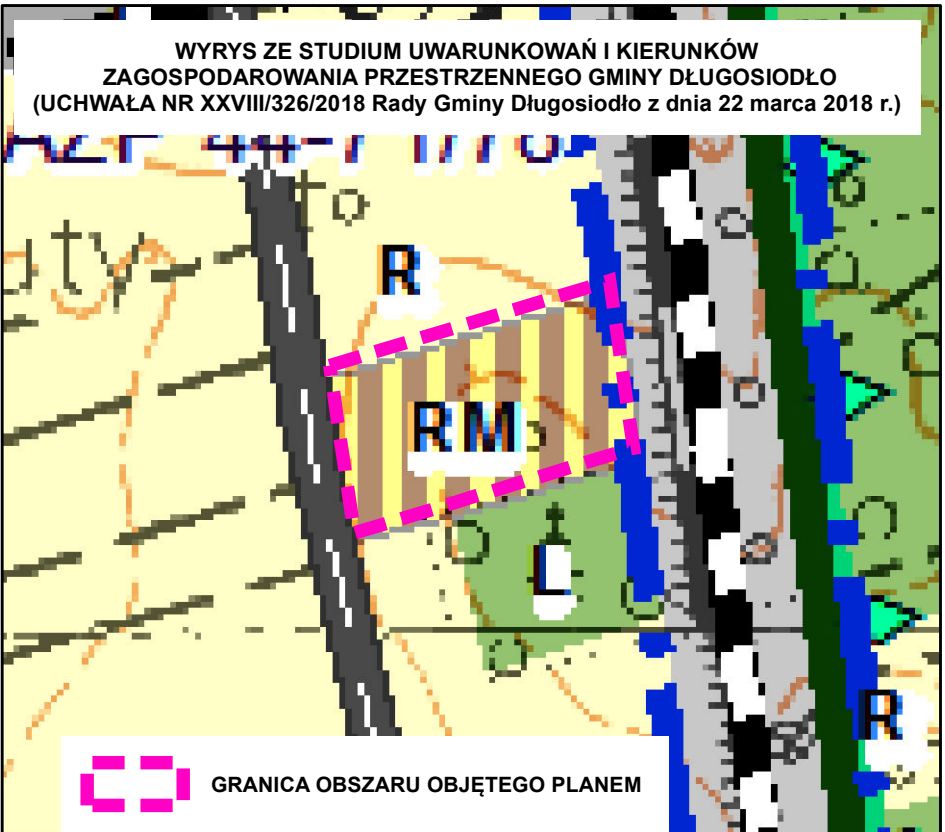 WYRYS ZE STUDIUM UWARUNKOWAŃ I KIERUNKÓW
ZAGOSPODAROWANIA PRZESTRZENNEGO GMINY DŁUGOSIODŁO
(UCHWAŁA NR XXVIII/326/2018 Rady Gminy Długosiodło z dnia 22 marca 2018 r.)
R
RM
L
R
GRANICA OBSZARU OBJĘTEGO PLANEM